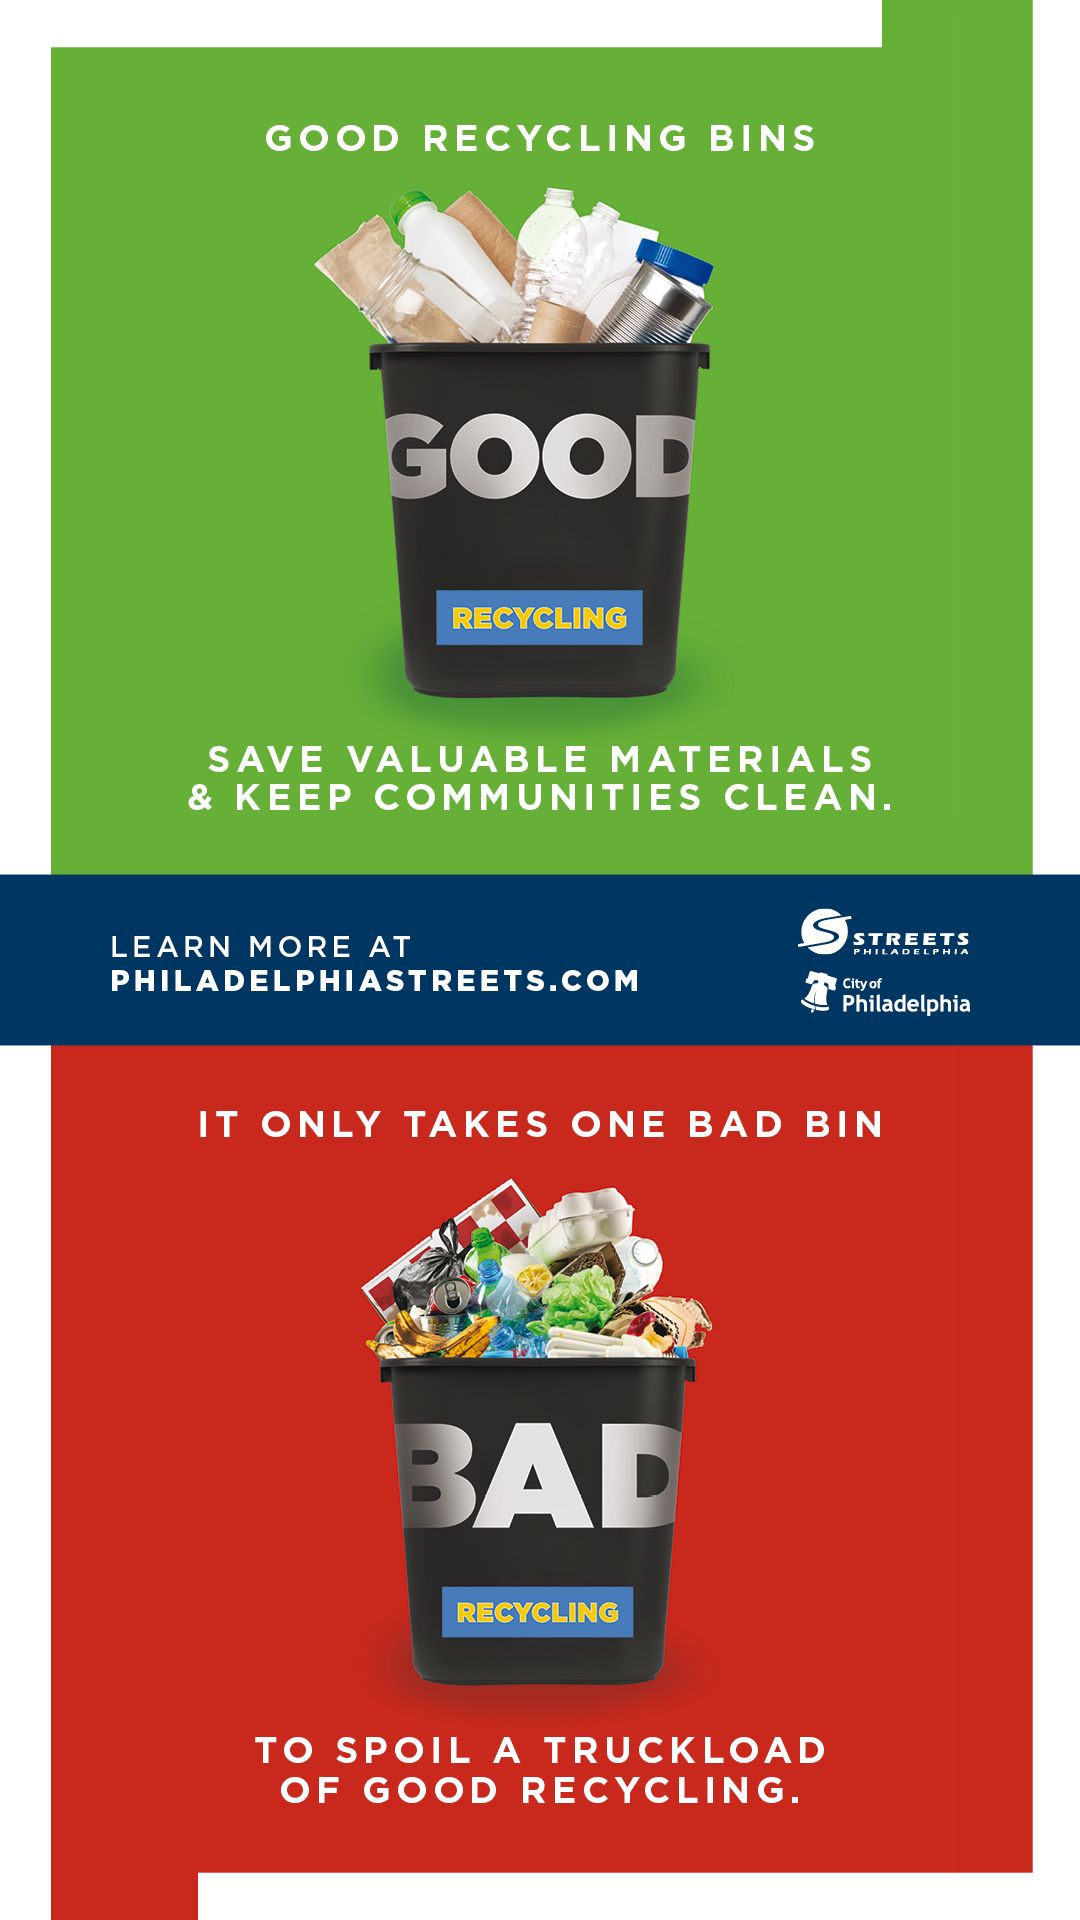 GOOD RECYCLING BINS
GOOD
RECYCLING
SAVE VALUABLE MATERIALS
& KEEP COMMUNITIES CLEAN.
LEARN MORE AT
PHILADELPHIASTREETS.COM
STREETS
PHILADELPHIA
City of
Philadelphia
IT ONLY TAKES ONE BAD BIN
BAD
RECYCLING
TO SPOIL A TRUCKLOAD
OF GOOD RECYCLING.